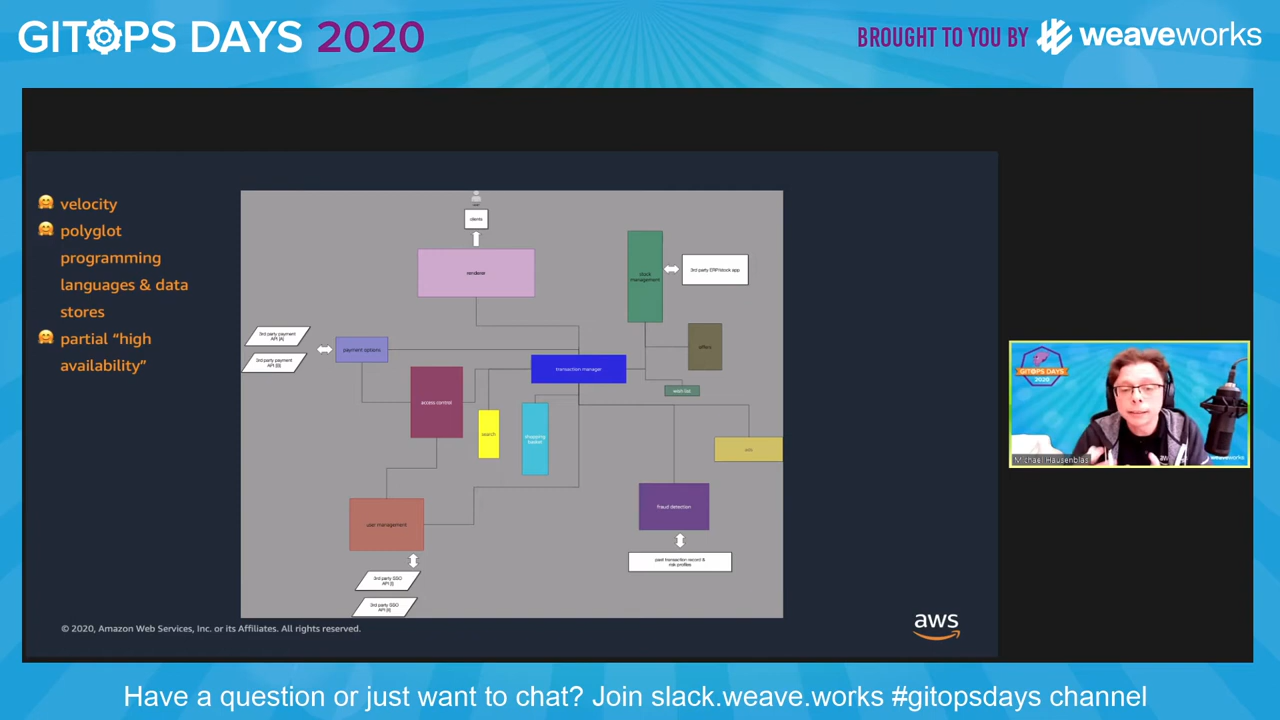 GITOPS DAYS 2020
BROUGHT TO YOU BY weaveworks
velocity
polyglot
programming
languages & data
stores
partial “high
availability”
user
clients
renderer
stock
management
3rd party ERP/stock app
3rd party payment
API [A]
3rd party payment
API [B]
payment options
offers
transaction manager
wish list
access control
search
shopping
basket
ads
user management
fraud detection
past transaction record &
risk profiles
3rd party SSO
API [I]
3rd party SSO
API [II]
© 2020, Amazon Web Services, Inc. or its Affiliates. All rights reserved.
aws
GITOPS DAYS
2020
Michael Hausenblas
weaveworks
Have a question or just want to chat? Join slack.weave.works #gitopsdays channel